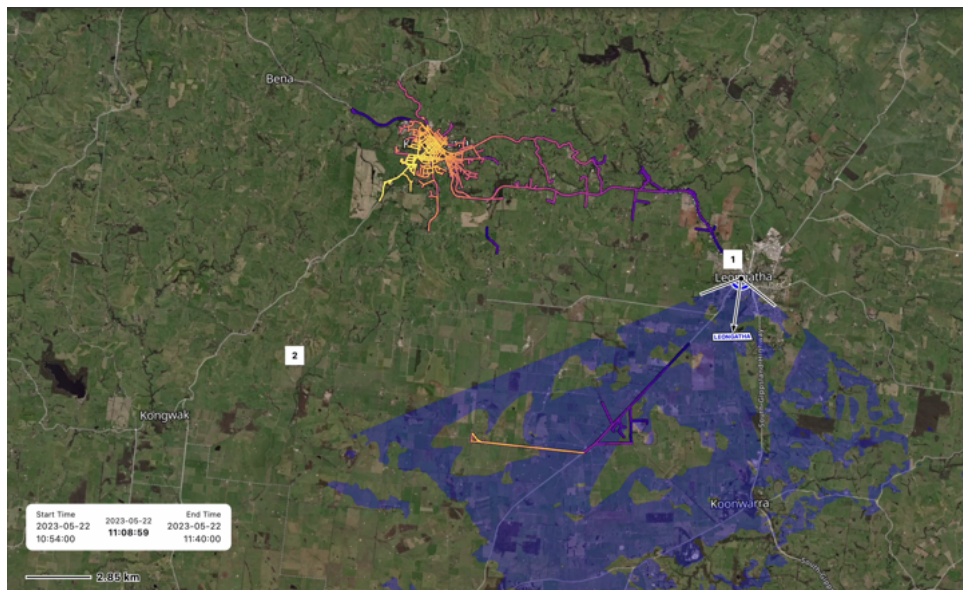 Bena
1
Leongatha
LEONGATHA
2
Kongwak
Koonwarra
Start Time
2023-05-22
10:54:00
2023-05-22
11:08:59
End Time
2023-05-22
11:40:00
2.85 km